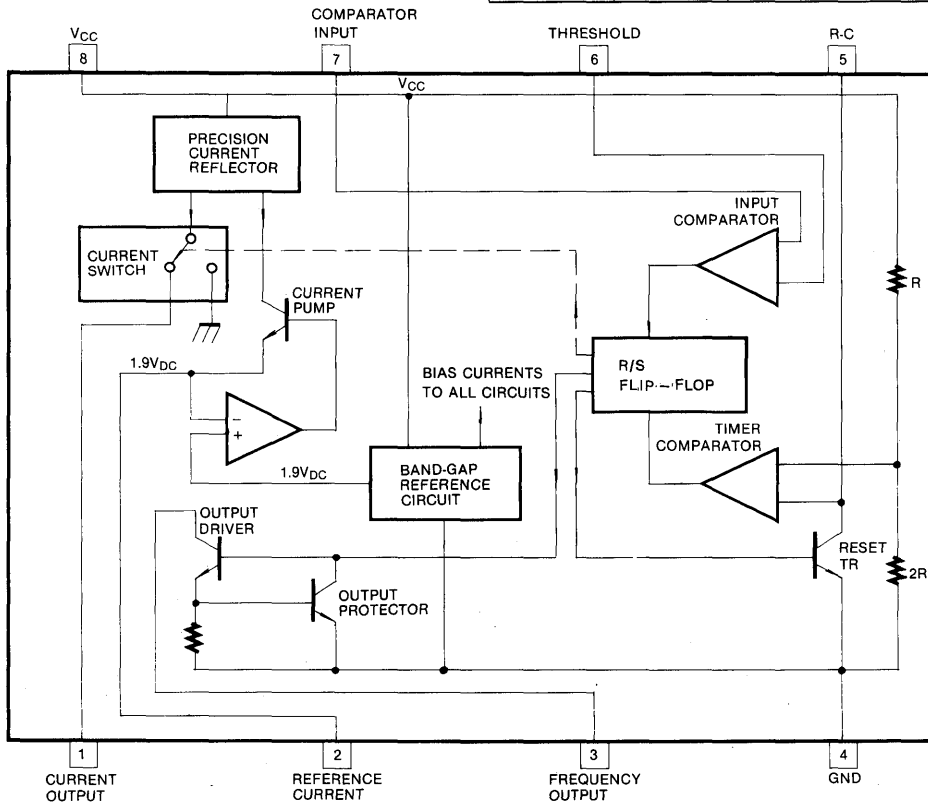 COMPARATOR
INPUT
VCC
THRESHOLD
R-C
8
7
6
5
VCC
PRECISION
CURRENT
REFLECTOR
INPUT
COMPARATOR
CURRENT
SWITCH
R
CURRENT
PUMP
1.9VDC
BIAS CURRENTS
TO ALL CIRCUITS
R/S
FLIP-FLOP
-
+
TIMER
COMPARATOR
1.9VDC
BAND-GAP
REFERENCE
CIRCUIT
OUTPUT
DRIVER
RESET
TR
2R
OUTPUT
PROTECTOR
1
2
3
4
CURRENT
OUTPUT
REFERENCE
CURRENT
FREQUENCY
OUTPUT
GND